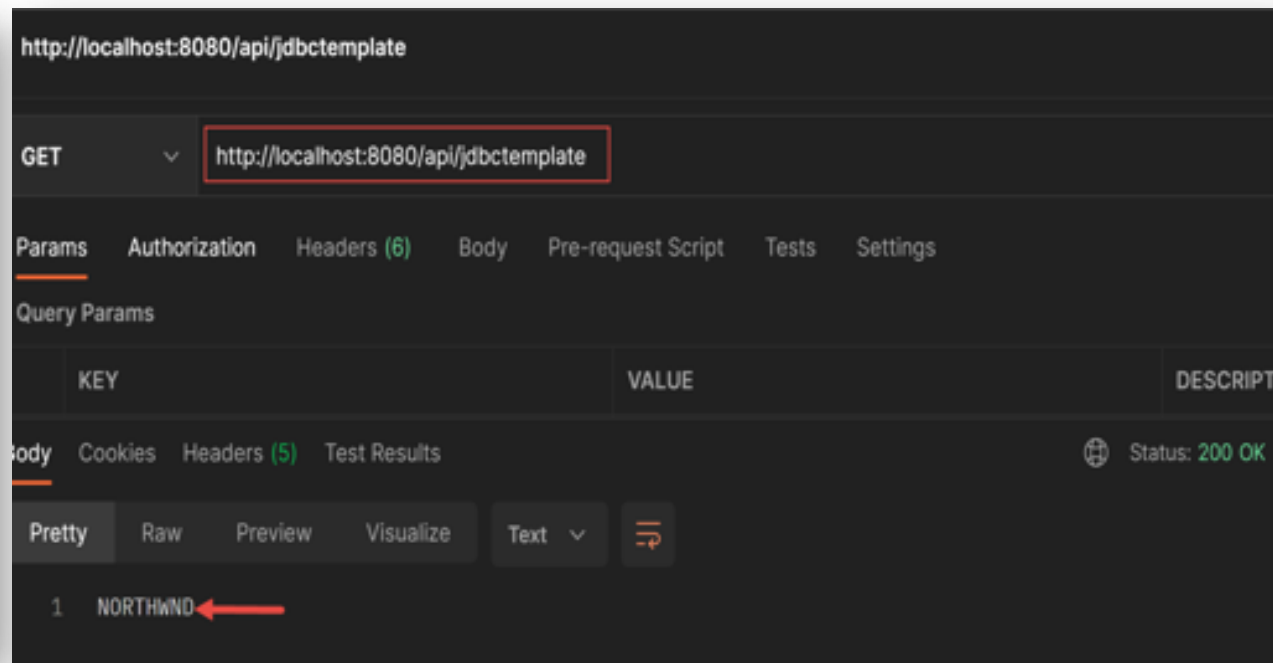 http://localhost:8080/api/jdbctemplate
GET http://localhost:8080/api/jdbctemplate
Params Authorization Headers (6) Body Pre-request Script Tests Settings
Query Params
KEY VALUE DESCRIPT
Body Cookies Headers (5) Test Results Status: 200 OK
Pretty Raw Preview Visualize Text
1 NORTHWND